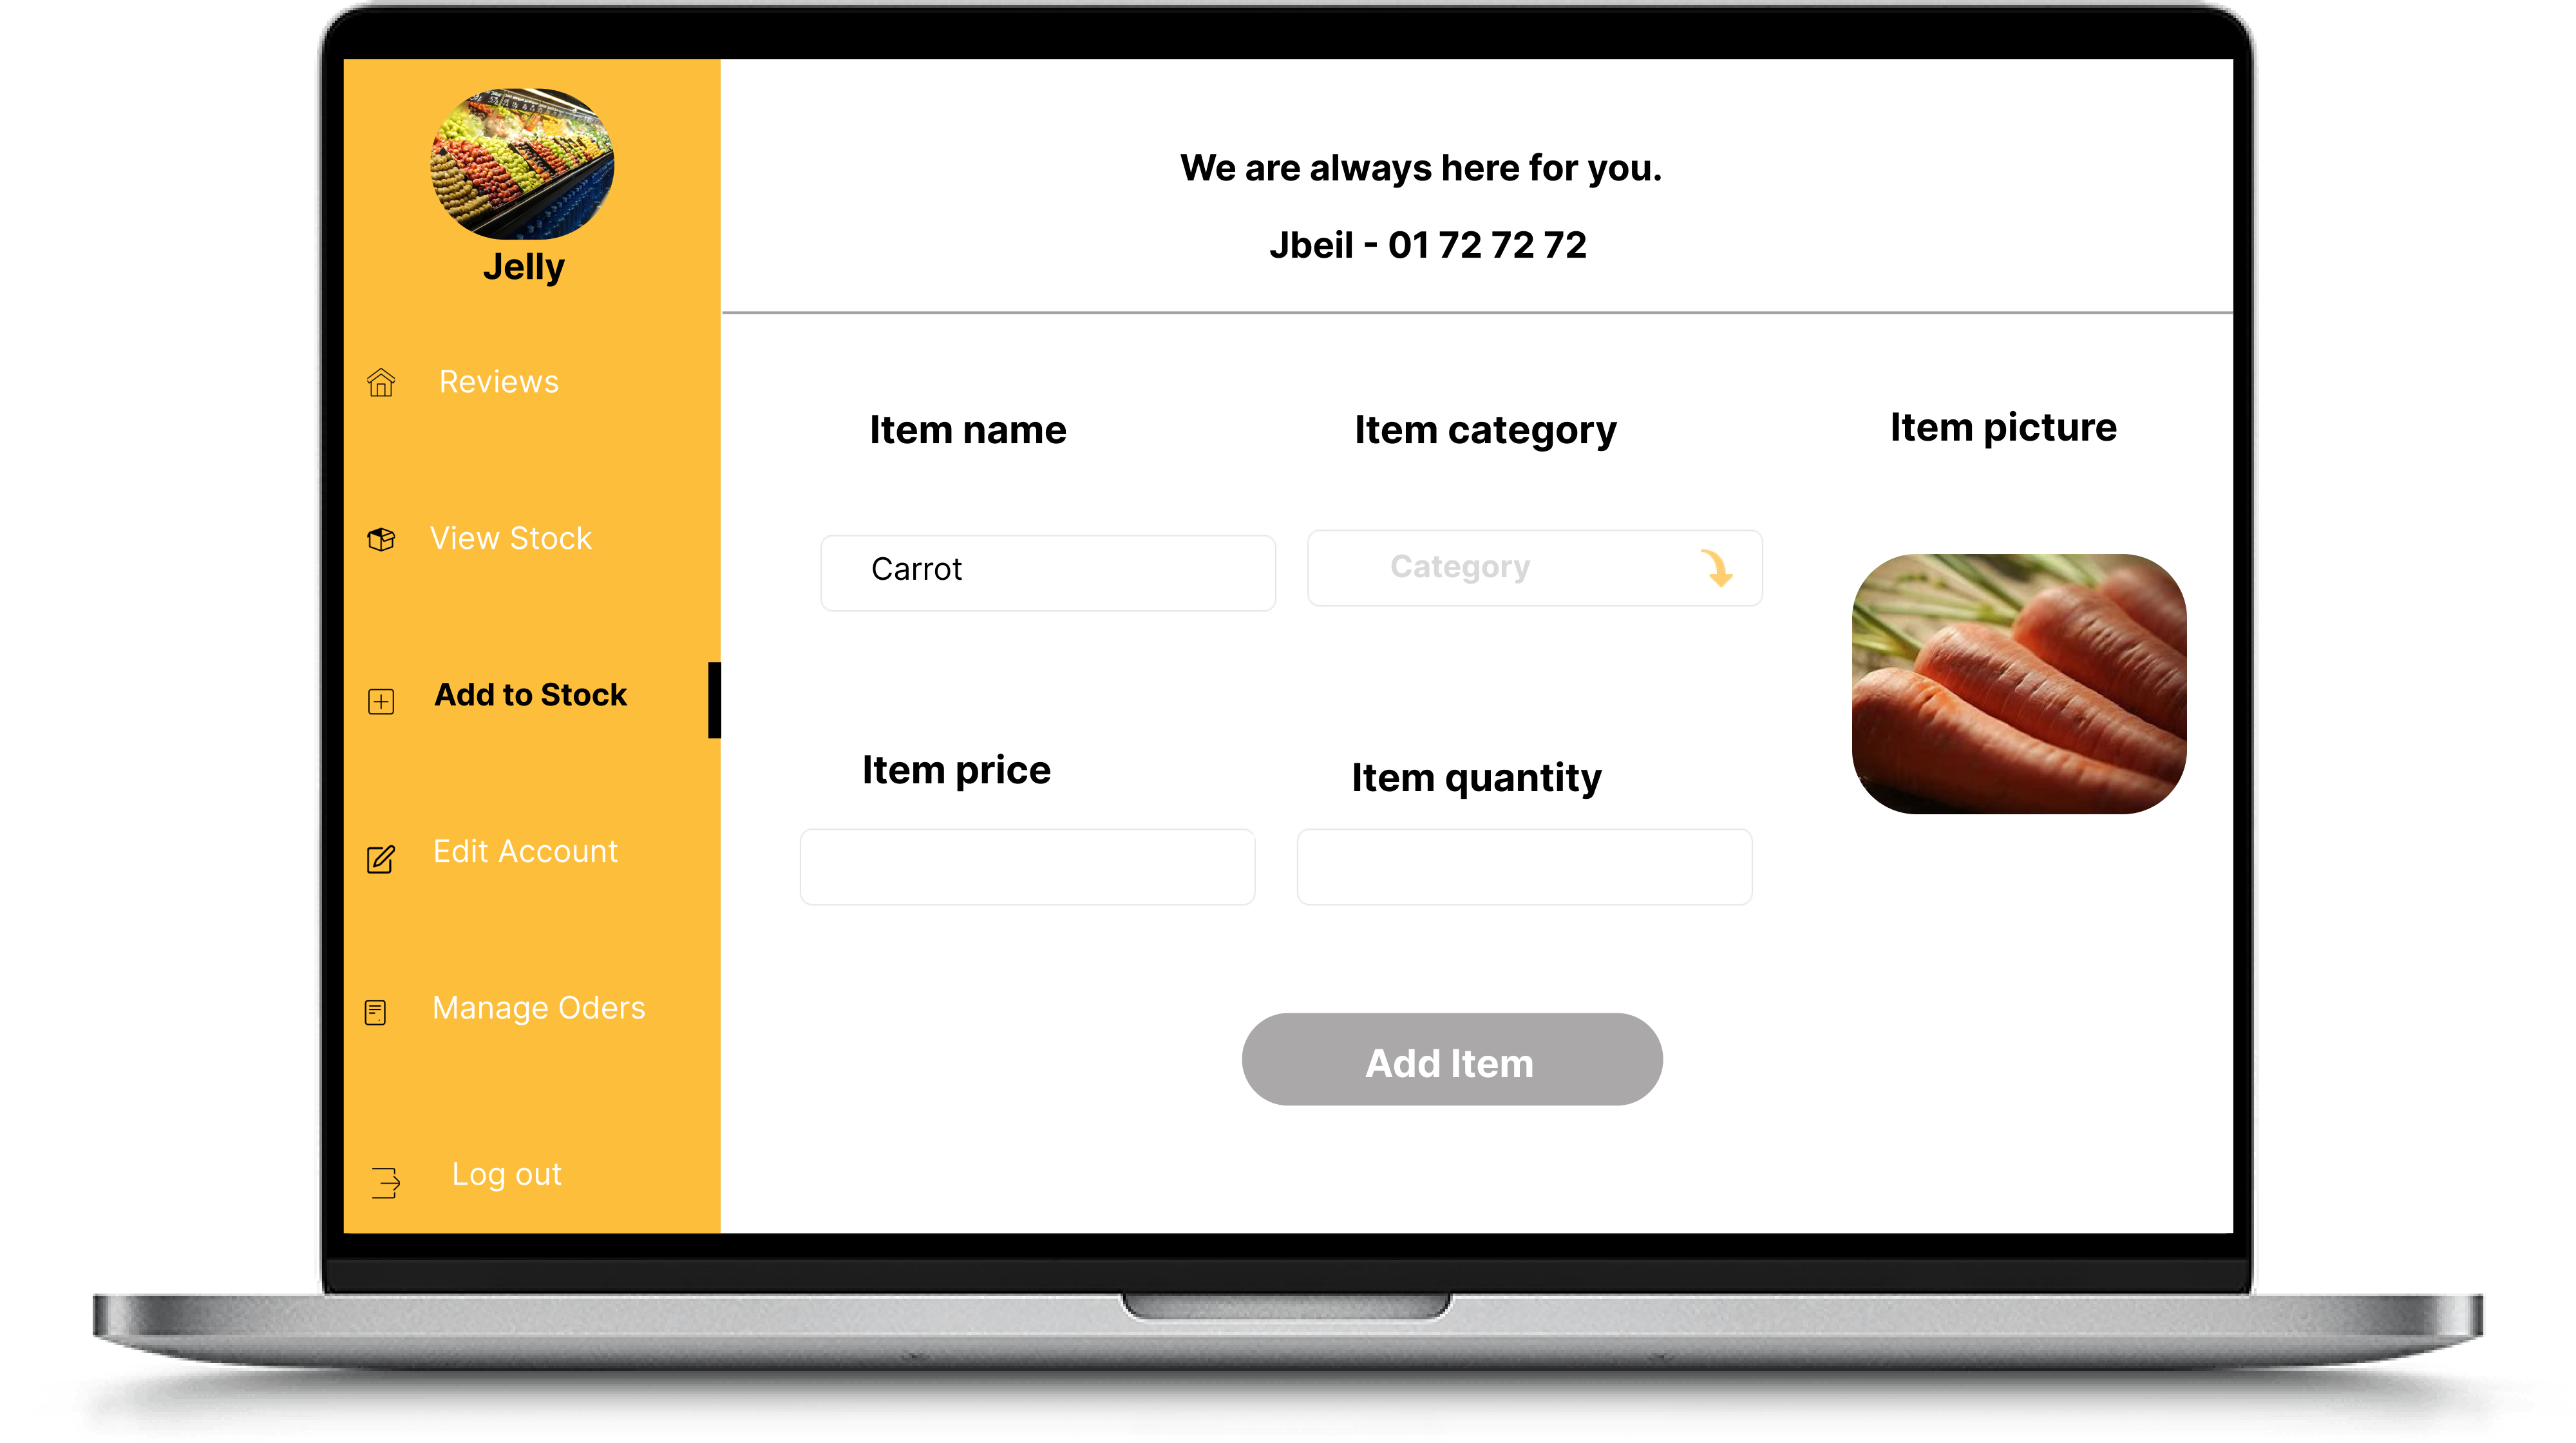 Jelly
Reviews
View Stock
Add to Stock
Edit Account
Manage Oders
Log out
We are always here for you.
Jbeil - 01 72 72 72
Item name
Item category
Item picture
Carrot
Category
Item price
Item quantity
Add Item